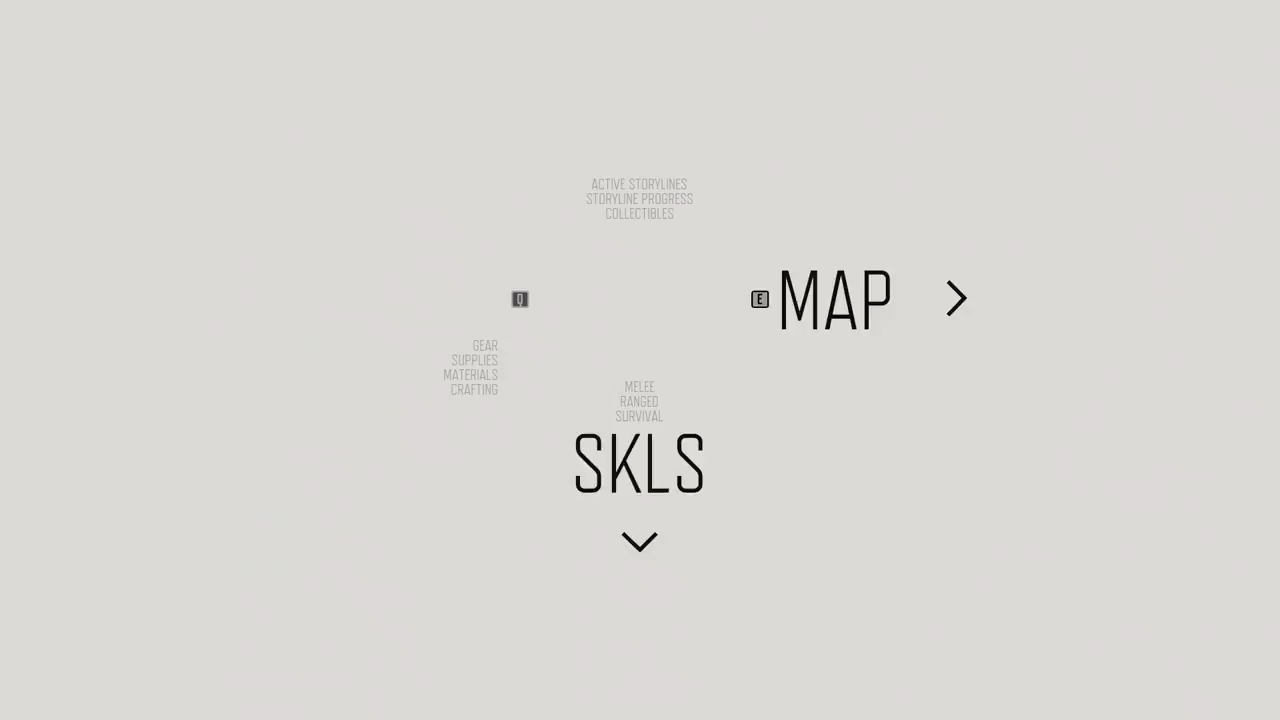 ACTIVE STORYLINES
STORYLINE PROGRESS
COLLECTIBLES
Q
E
MAP
GEAR
SUPPLIES
MATERIALS
CRAFTING
MELEE
RANGED
SURVIVAL
SKLS